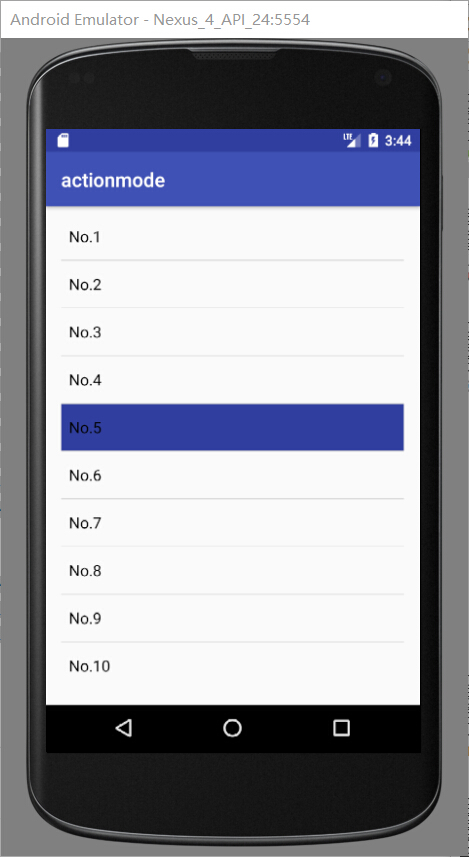 Android Emulator - Nexus_4_API_24:5554
LTE 3:44
actionmode
No.1
No.2
No.3
No.4
No.5
No.6
No.7
No.8
No.9
No.10